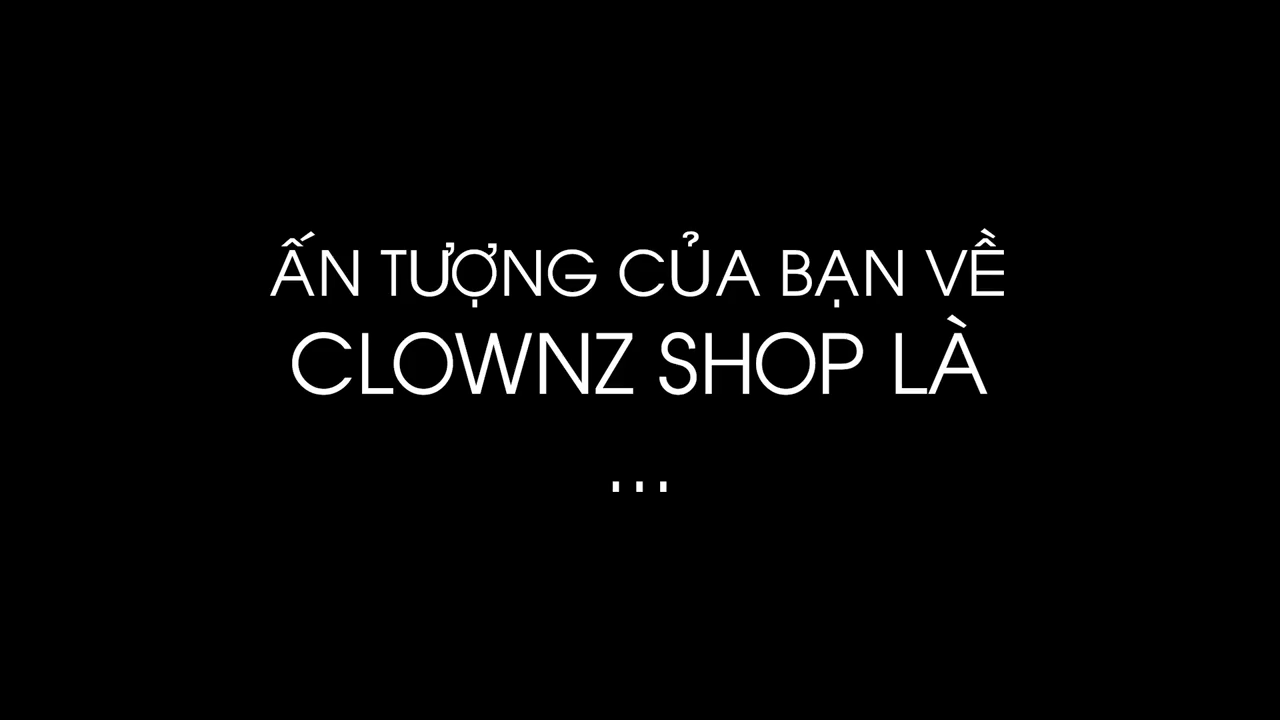 ẤN TƯỢNG CỦA BẠN VỀ
CLOWNZ SHOP LÀ
...